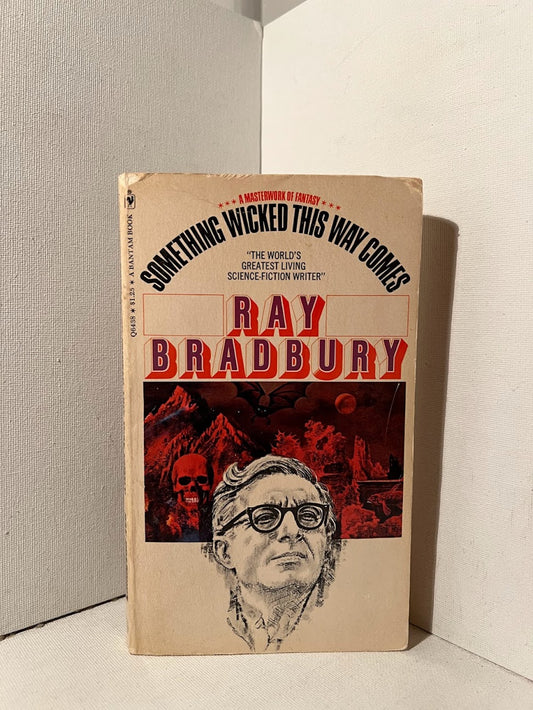 ★★★ A MASTERWORK OF FANTASY ★★★
SOMETHING WICKED THIS WAY COMES
"THE WORLD'S
GREATEST LIVING
SCIENCE-FICTION WRITER"
RAY
BRADBURY
Q6438 ★ $1.25 ★ A BANTAM BOOK